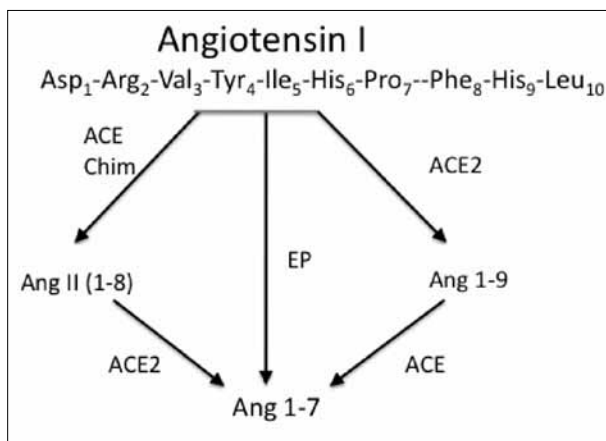 Angiotensin I
Asp₁-Arg₂-Val₃-Tyr₄-Ile₅-His₆-Pro₇--Phe₈-His₉-Leu₁₀
ACE
Chim
ACE2
EP
Ang II (1-8)
Ang 1-9
ACE2
ACE
Ang 1-7